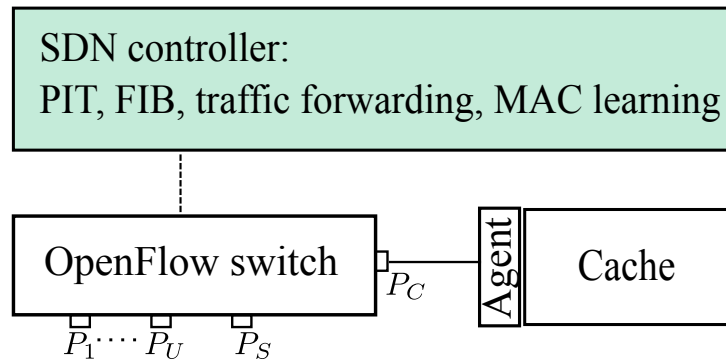 SDN controller:
PIT, FIB, traffic forwarding, MAC learning
OpenFlow switch
P_C
Agent
Cache
P_1 ····· P_U P_S